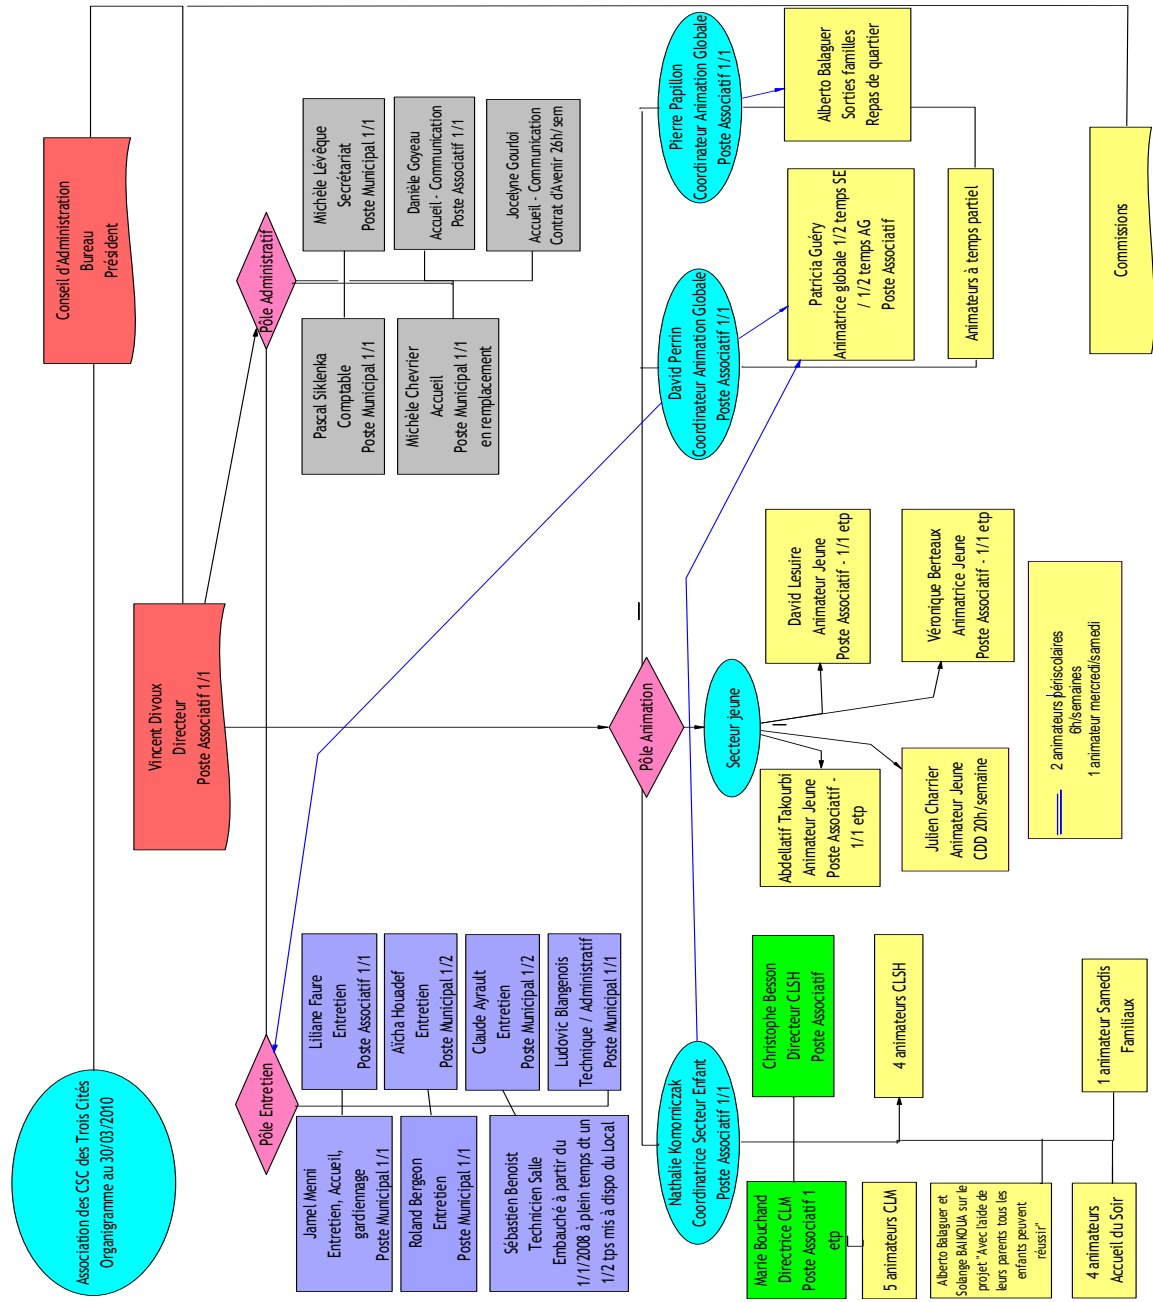 Association des CSC des Trois Cités
Organigramme au 30/03/2010
Conseil d'Administration
Bureau
Président
Vincent Divoux
Directeur
Poste Associatif 1/1
Pôle Entretien
Pôle Administratif
Jamel Menni
Entretien, Accueil,
gardiennage
Poste Municipal 1/1
Liliane Faure
Entretien
Poste Associatif 1/1
Roland Bergeon
Entretien
Poste Municipal 1/1
Aïcha Houadef
Entretien
Poste Municipal 1/2
Sébastien Benoist
Technicien Salle
Embauché à partir du
1/1/2008 à plein temps dt un
1/2 tps mis à dispo du Local
Claude Ayrault
Entretien
Poste Municipal 1/2
Ludovic Blangenois
Technique / Administratif
Poste Municipal 1/1
Pascal Siklenka
Comptable
Poste Municipal 1/1
Michèle Lévêque
Secrétariat
Poste Municipal 1/1
Michèle Chevrier
Accueil
Poste Municipal 1/1
en remplacement
Danièle Goyeau
Accueil - Communication
Poste Associatif 1/1
Jocelyne Gourloi
Accueil - Communication
Contrat d'Avenir 26h/sem
Pôle Animation
Nathalie Komorniczak
Coordinatrice Secteur Enfant
Poste Associatif 1/1
Secteur jeune
David Perrin
Coordinateur Animation Globale
Poste Associatif 1/1
Pierre Papillon
Coordinateur Animation Globale
Poste Associatif 1/1
Marie Bouchand
Directrice CLM
Poste Associatif 1
etp
Christophe Besson
Directeur CLSH
Poste Associatif
5 animateurs CLM
4 animateurs CLSH
Alberto Balaguer et
Solange BAIKOUA sur le
projet "Avec l'aide de
leurs parents tous les
enfants peuvent
réussir"
4 animateurs
Accueil du Soir
1 animateur Samedis
Familiaux
Abdellatif Takourbi
Animateur Jeune
Poste Associatif -
1/1 etp
David Lesuire
Animateur Jeune
Poste Associatif - 1/1 etp
Julien Charrier
Animateur Jeune
CDD 20h/semaine
Véronique Berteaux
Animatrice Jeune
Poste Associatif - 1/1 etp
2 animateurs périscolaires
6h/semaines
1 animateur mercredi/samedi
Patricia Guéry
Animatrice globale 1/2 temps SE
/ 1/2 temps AG
Poste Associatif
Alberto Balaguer
Sorties familles
Repas de quartier
Animateurs à temps partiel
Commissions